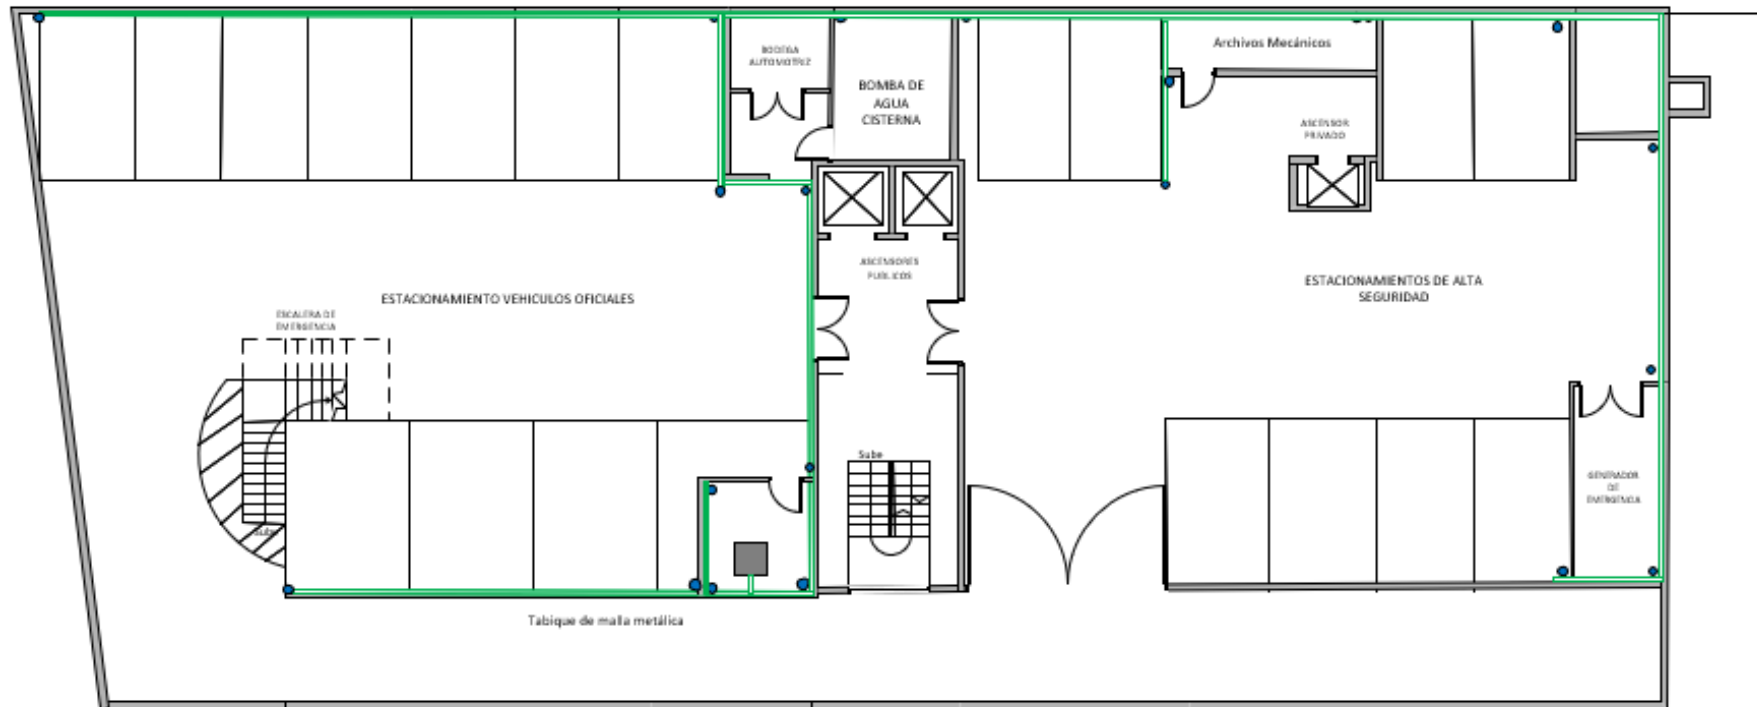 BODEGA
AUTOMOTRIZ
BOMBA DE
AGUA
CISTERNA
Archivos Mecánicos
ASCENSOR
PRIVADO
ASCENSORES
PUBLICOS
ESTACIONAMIENTO VEHICULOS OFICIALES
ESTACIONAMIENTOS DE ALTA
SEGURIDAD
ESCALERA DE
EMERGENCIA
Sube
Sube
GENERADOR
DE
EMERGENCIA
Tabique de malla metálica